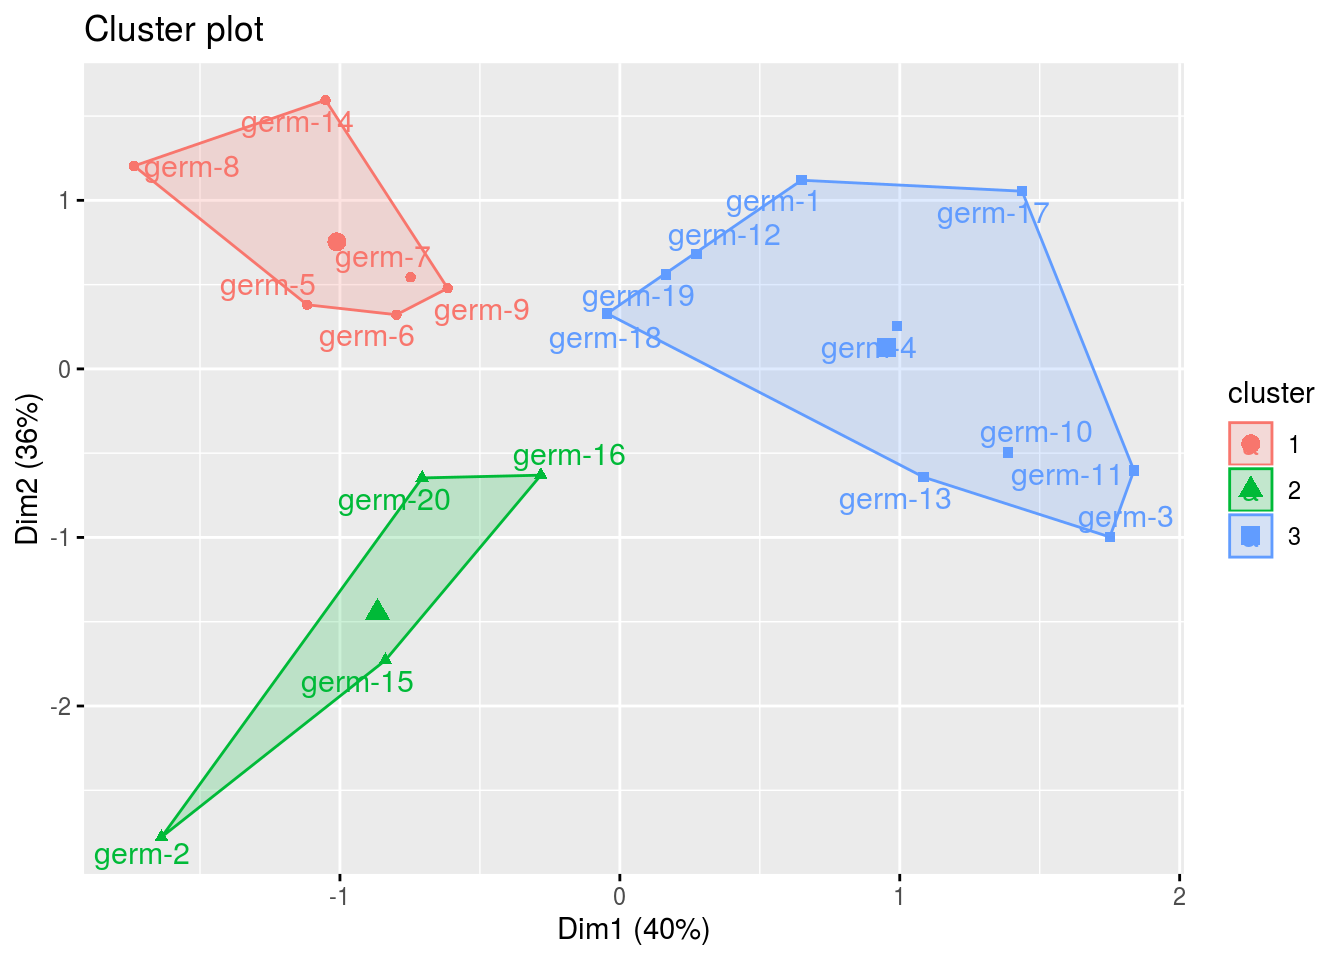 Cluster plot
germ-14
germ-8
germ-7
germ-5
germ-9
germ-6
germ-1
germ-17
germ-12
germ-19
germ-18
germ-4
germ-10
germ-11
germ-13
germ-3
germ-16
germ-20
germ-15
germ-2
1
0
-1
-2
Dim2 (36%)
-1
0
1
2
Dim1 (40%)
cluster
a 1
a 2
a 3